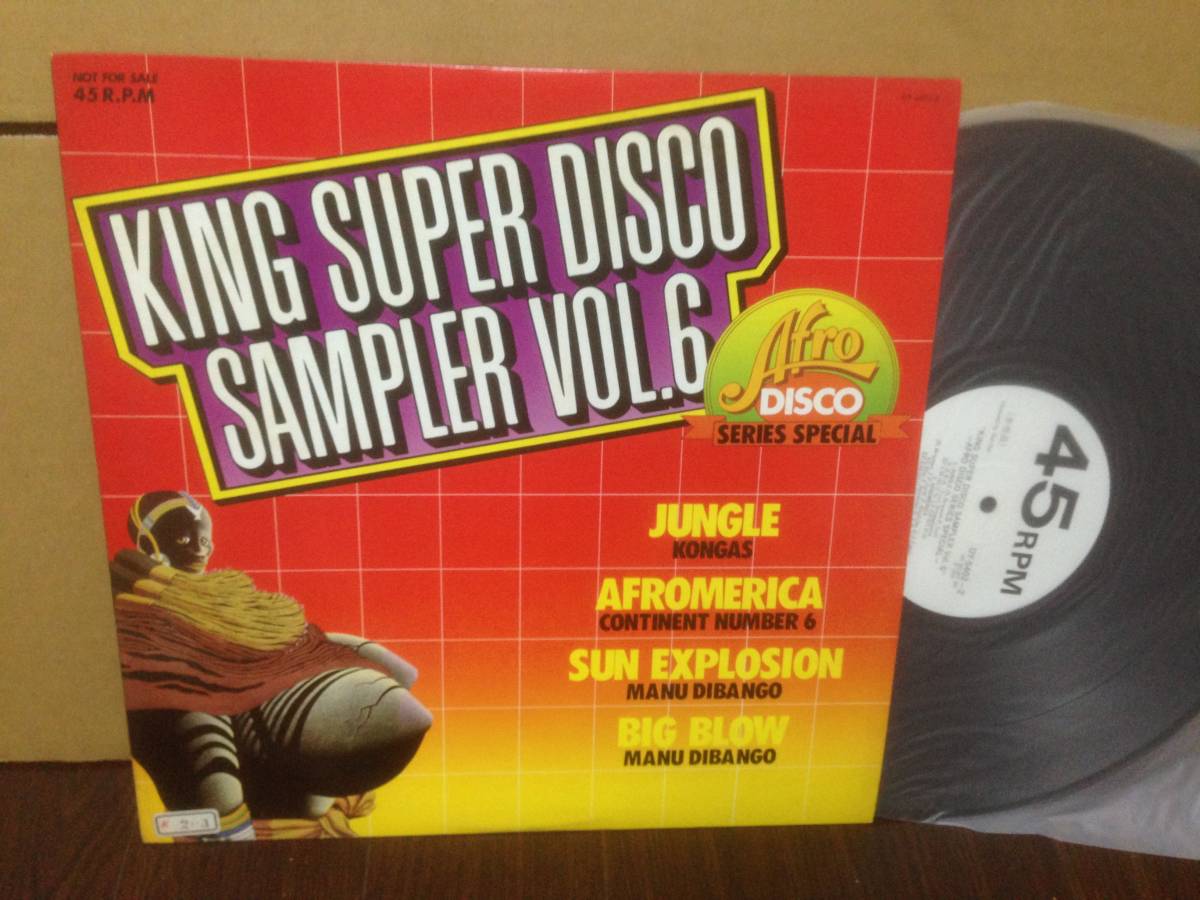 NOT FOR SALE
45 R.P.M
KING SUPER DISCO
SAMPLER VOL.6
Afro
DISCO
SERIES SPECIAL
JUNGLE
KONGAS
AFROMERICA
CONTINENT NUMBER 6
SUN EXPLOSION
MANU DIBANGO
BIG BLOW
MANU DIBANGO
45 RPM